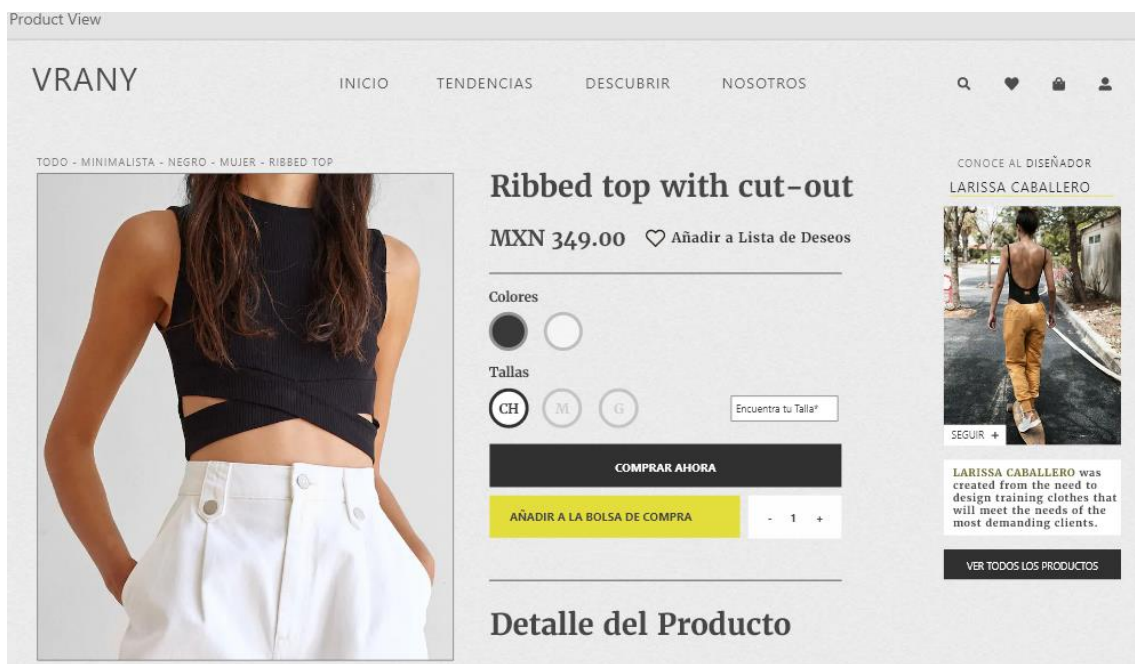 Product View
VRANY
INICIO TENDENCIAS DESCUBRIR NOSOTROS
TODO - MINIMALISTA - NEGRO - MUJER - RIBBED TOP
Ribbed top with cut-out
MXN 349.00 Añadir a Lista de Deseos
Colores
Tallas
CH M G
Encuentra tu Talla*
COMPRAR AHORA
AÑADIR A LA BOLSA DE COMPRA
- 1 +
Detalle del Producto
CONOCE AL DISEÑADOR
LARISSA CABALLERO
SEGUIR +
LARISSA CABALLERO was
created from the need to
design training clothes that
will meet the needs of the
most demanding clients.
VER TODOS LOS PRODUCTOS